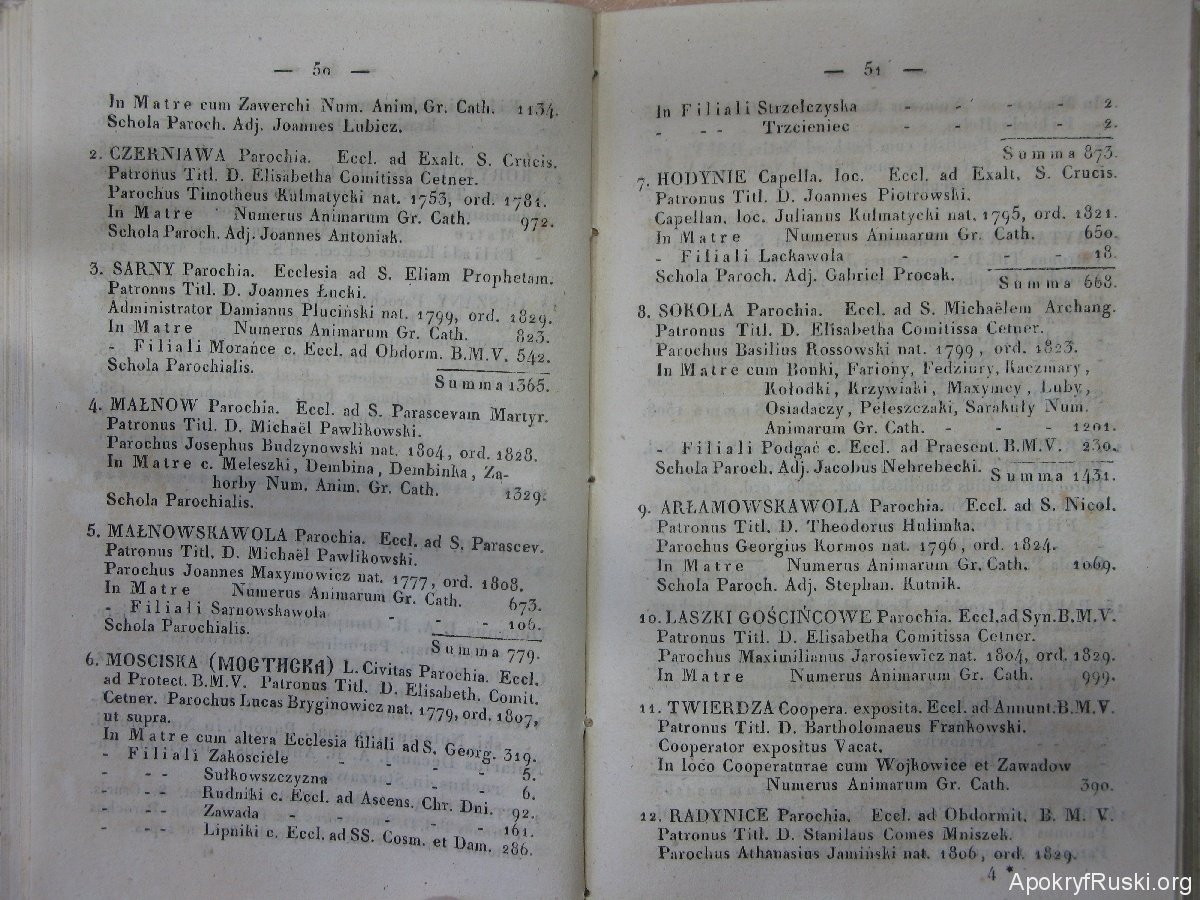 — 50 —
In Matre cum Zawerchi Num. Anim, Gr. Cath. 1134.
Schola Paroch. Adj. Joannes Lubicz.
2. CZERNIAWA Parochia. Eccl. ad Exalt. S. Crucis.
Patronus Titl. D. Elisabetha Comitissa Cetner.
Parochus Timotheus Kulmatycki nat. 1753, ord. 1781.
In Matre Numerus Animarum Gr. Cath. 972.
Schola Paroch. Adj. Joannes Antoniak.
3. SARNY Parochia. Ecclesia ad S. Eliam Prophetam.
Patronus Titl. D. Joannes Łucki.
Administrator Damianus Pluciński nat. 1799, ord. 1829.
In Matre Numerus Animarum Gr. Cath. 823.
- Filiali Morańce c. Eccl. ad Obdorm. B.M.V. 542.
Schola Parochialis. Summa 1365.
4. MAŁNOW Parochia. Eccl. ad S. Parascevam Martyr.
Patronus Titl. D. Michaël Pawlikowski.
Parochus Josephus Budzynowski nat. 1804, ord. 1828.
In Matre c. Meleszki, Dembina, Dembinka, Za-
horby Num. Anim. Gr. Cath. 1329.
Schola Parochialis.
5. MAŁNOWSKAWOLA Parochia. Eccl. ad S. Parascev.
Patronus Titl. D. Michaël Pawlikowski.
Parochus Joannes Maxymowicz nat. 1777, ord. 1808.
In Matre Numerus Animarum Gr. Cath. 673.
- Filiali Sarnowskawola - - - 106.
Schola Parochialis. Summa 779.
6. MOSCISKA (МОСТИСКА) L. Civitas Parochia. Eccl.
ad Protect. B.M.V. Patronus Titl. D. Elisabeth. Comit.
Cetner. Parochus Lucas Bryginowicz nat. 1779, ord. 1807,
ut supra.
In Matre cum altera Ecclesia filiali ad S. Georg. 319.
- Filiali Zakościele - - - - 5.
- - - Sułkowszczyzna - - - 6.
- - - Rudniki c. Eccl. ad Ascens. Chr. Dni. 92.
- - - Zawada - - - - - 161.
- - - Lipniki c. Eccl. ad SS. Cosm. et Dam. 286.
— 51 —
In Filiali Strzelczyska - - - - 2.
- - - Trzcieniec - - - - 2.
Summa 873.
7. HODYNIE Capella. loc. Eccl. ad Exalt. S. Crucis.
Patronus Titl. D. Joannes Piotrowski.
Capellan. loc. Julianus Kulmatycki nat. 1795, ord. 1821.
In Matre Numerus Animarum Gr. Cath. 650.
- Filiali Lackawola - - - - 18.
Schola Paroch. Adj. Gabriel Procak. Summa 668.
8. SOKOLA Parochia. Eccl. ad S. Michaëlem Archang.
Patronus Titl. D. Elisabetha Comitissa Cetner.
Parochus Basilius Rossowski nat. 1799, ord. 1823.
In Matre cum Bonki, Fariony, Fedziury, Kaczmary,
Kołodki, Krzywiaki, Maxymcy, Luby,
Osiadaczy, Peleszczaki, Sarakuły Num.
Animarum Gr. Cath. - - - 1201.
- Filiali Podgać c. Eccl. ad Praesent. B.M.V. 230.
Schola Paroch. Adj. Jacobus Nehrebecki. Summa 1431.
9. ARŁAMOWSKAWOLA Parochia. Eccl. ad S. Nicol.
Patronus Titl. D. Theodorus Hulimka.
Parochus Georgius Kormos nat. 1796, ord. 1824.
In Matre Numerus Animarum Gr. Cath. 1069.
Schola Paroch. Adj. Stephan. Kutnik.
10. LASZKI GOŚCIŃCOWE Parochia. Eccl. ad Syn. B.M.V.
Patronus Titl. D. Elisabetha Comitissa Cetner.
Parochus Maximilianus Jarosiewicz nat. 1804, ord. 1829.
In Matre Numerus Animarum Gr. Cath. 999.
11. TWIERDZA Coopera. exposita. Eccl. ad Annunt. B.M.V.
Patronus Titl. D. Bartholomaeus Frankowski.
Cooperator expositus Vacat.
In loco Cooperaturae cum Wojkowice et Zawadow
Numerus Animarum Gr. Cath. 390.
12. RADYNICE Parochia. Eccl. ad Obdormit. B. M. V.
Patronus Titl. D. Stanilaus Comes Mniszek.
Parochus Athanasius Jamiński nat. 1806, ord. 1829.
4 *
ApokryfRuski.org